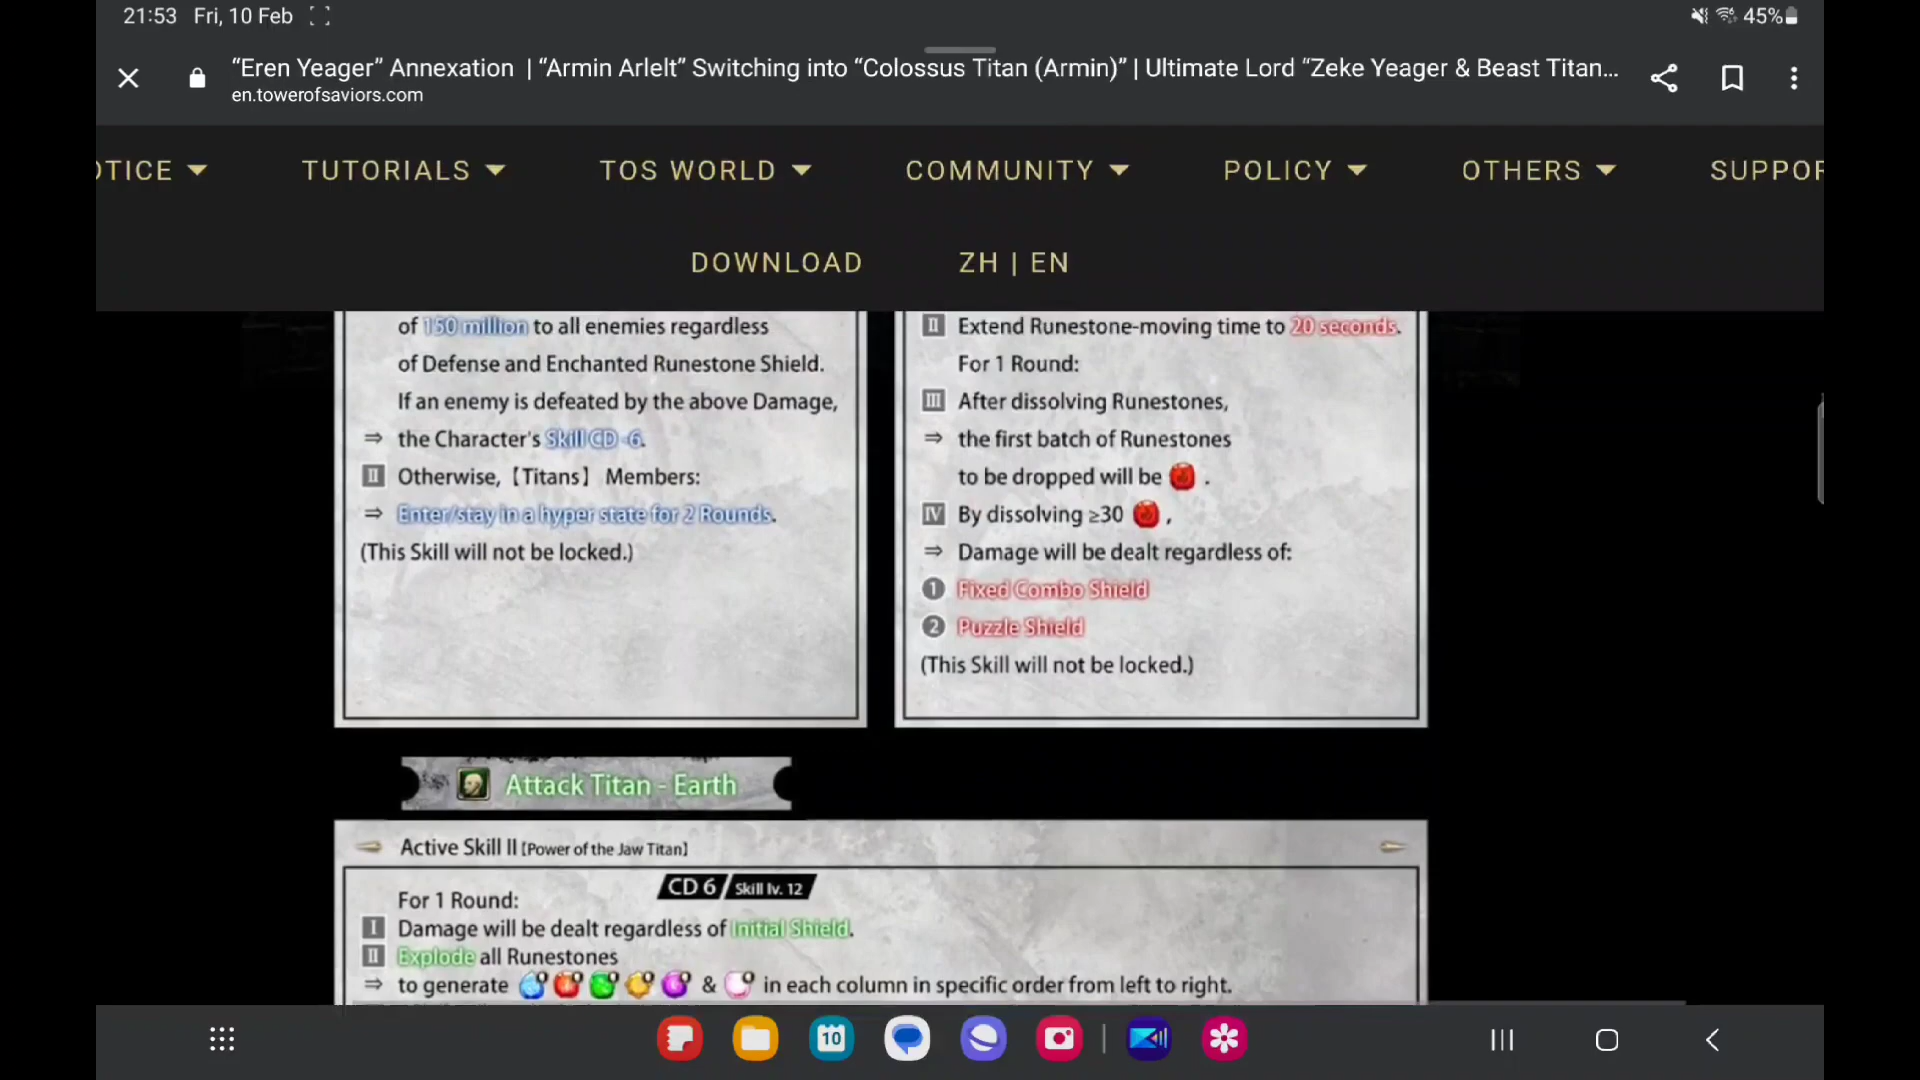 21:53 Fri, 10 Feb
45%
“Eren Yeager” Annexation | “Armin Arlelt” Switching into “Colossus Titan (Armin)” | Ultimate Lord “Zeke Yeager & Beast Titan...
en.towerofsaviors.com
OTICE
TUTORIALS
TOS WORLD
COMMUNITY
POLICY
OTHERS
SUPPOR
DOWNLOAD
ZH | EN
of 150 million to all enemies regardless
of Defense and Enchanted Runestone Shield.
If an enemy is defeated by the above Damage,
⇒ the Character's Skill CD -6.
II Otherwise,【Titans】 Members:
⇒ Enter/stay in a hyper state for 2 Rounds.
(This Skill will not be locked.)
II Extend Runestone-moving time to 20 seconds.
For 1 Round:
III After dissolving Runestones,
⇒ the first batch of Runestones
to be dropped will be .
IV By dissolving ≥30 ,
⇒ Damage will be dealt regardless of:
1 Fixed Combo Shield
2 Puzzle Shield
(This Skill will not be locked.)
Attack Titan - Earth
Active Skill II [Power of the Jaw Titan]
CD 6 / Skill lv. 12
For 1 Round:
I Damage will be dealt regardless of Initial Shield.
II Explode all Runestones
⇒ to generate & in each column in specific order from left to right.
10